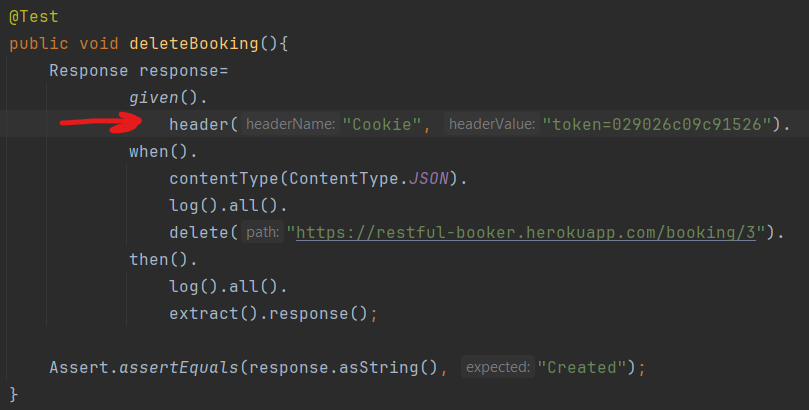 @Test
public void deleteBooking(){
Response response=
given().
header( headerName: "Cookie", headerValue: "token=029026c09c91526").
when().
contentType(ContentType.JSON).
log().all().
delete( path: "https://restful-booker.herokuapp.com/booking/3").
then().
log().all().
extract().response();
Assert.assertEquals(response.asString(), expected: "Created");
}